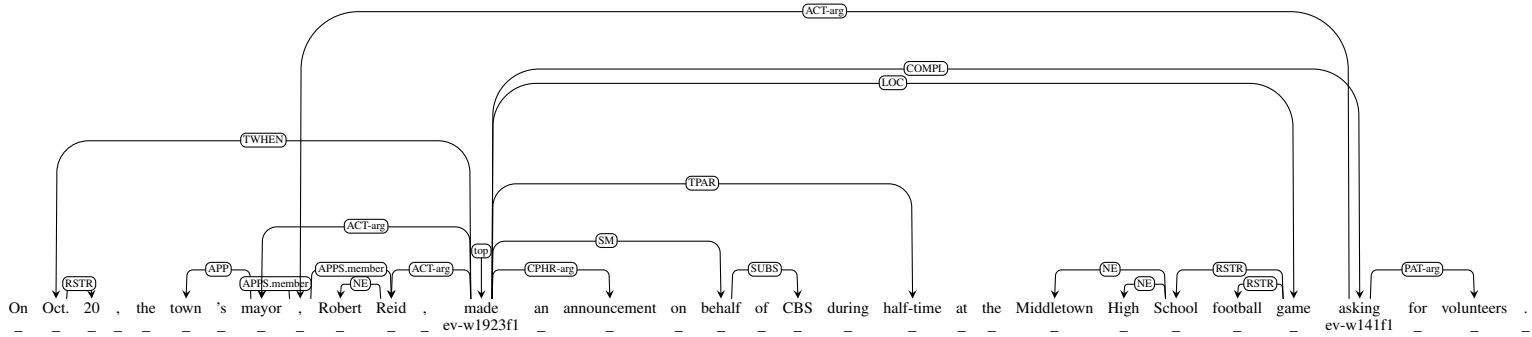 ACT-arg
COMPL
LOC
TWHEN
TPAR
ACT-arg
SM
top
APP APPS.member ACT-arg CPHR-arg SUBS NE RSTR PAT-arg
RSTR APPS.member NE NE RSTR
On Oct. 20 , the town 's mayor , Robert Reid , made an announcement on behalf of CBS during half-time at the Middletown High School football game asking for volunteers .
_ _ _ _ _ _ _ _ _ _ _ _ ev-w1923f1 _ _ _ _ _ _ _ _ _ _ _ _ _ _ _ ev-w141f1 _ _ _